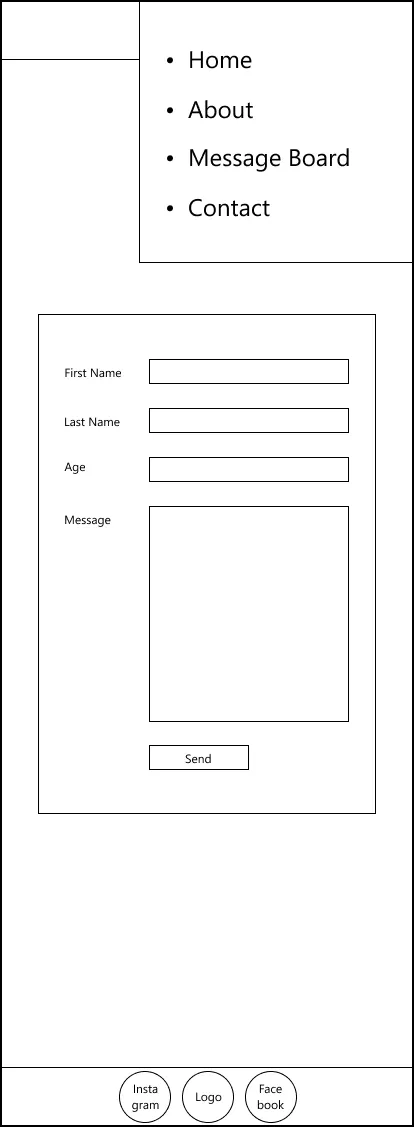 • Home
• About
• Message Board
• Contact
First Name
Last Name
Age
Message
Send
Insta
gram
Logo
Face
book